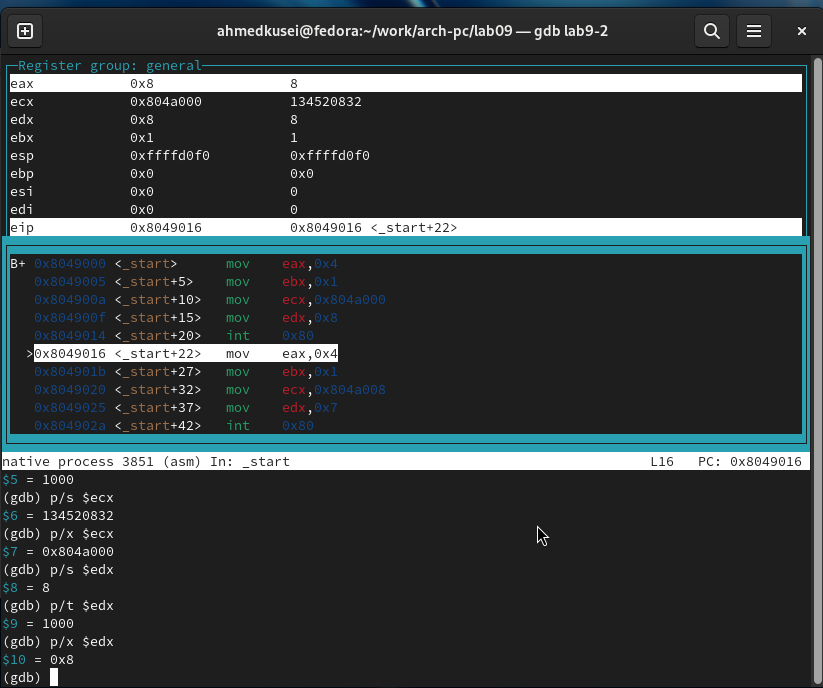 ahmedkusei@fedora:~/work/arch-pc/lab09 — gdb lab9-2
Register group: general
eax 0x8 8
ecx 0x804a000 134520832
edx 0x8 8
ebx 0x1 1
esp 0xffffd0f0 0xffffd0f0
ebp 0x0 0x0
esi 0x0 0
edi 0x0 0
eip 0x8049016 0x8049016 <_start+22>
B+ 0x8049000 <_start> mov eax,0x4
0x8049005 <_start+5> mov ebx,0x1
0x804900a <_start+10> mov ecx,0x804a000
0x804900f <_start+15> mov edx,0x8
0x8049014 <_start+20> int 0x80
>0x8049016 <_start+22> mov eax,0x4
0x804901b <_start+27> mov ebx,0x1
0x8049020 <_start+32> mov ecx,0x804a008
0x8049025 <_start+37> mov edx,0x7
0x804902a <_start+42> int 0x80
native process 3851 (asm) In: _start L16 PC: 0x8049016
$5 = 1000
(gdb) p/s $ecx
$6 = 134520832
(gdb) p/x $ecx
$7 = 0x804a000
(gdb) p/s $edx
$8 = 8
(gdb) p/t $edx
$9 = 1000
(gdb) p/x $edx
$10 = 0x8
(gdb)